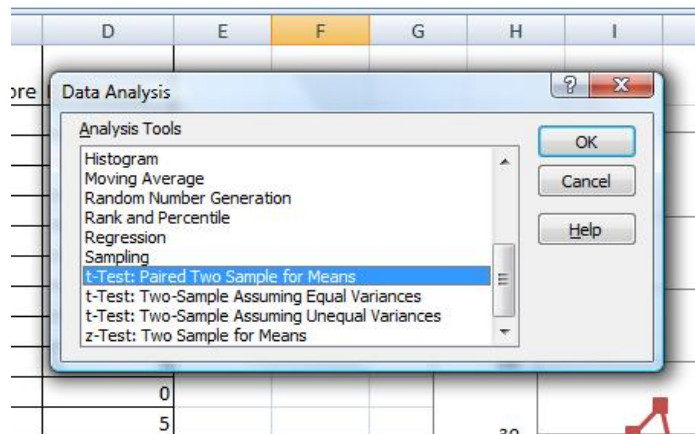 D E F G H I
ore
Data Analysis
?
X
Analysis Tools
Histogram
Moving Average
Random Number Generation
Rank and Percentile
Regression
Sampling
t-Test: Paired Two Sample for Means
t-Test: Two-Sample Assuming Equal Variances
t-Test: Two-Sample Assuming Unequal Variances
z-Test: Two Sample for Means
OK
Cancel
Help
0
5